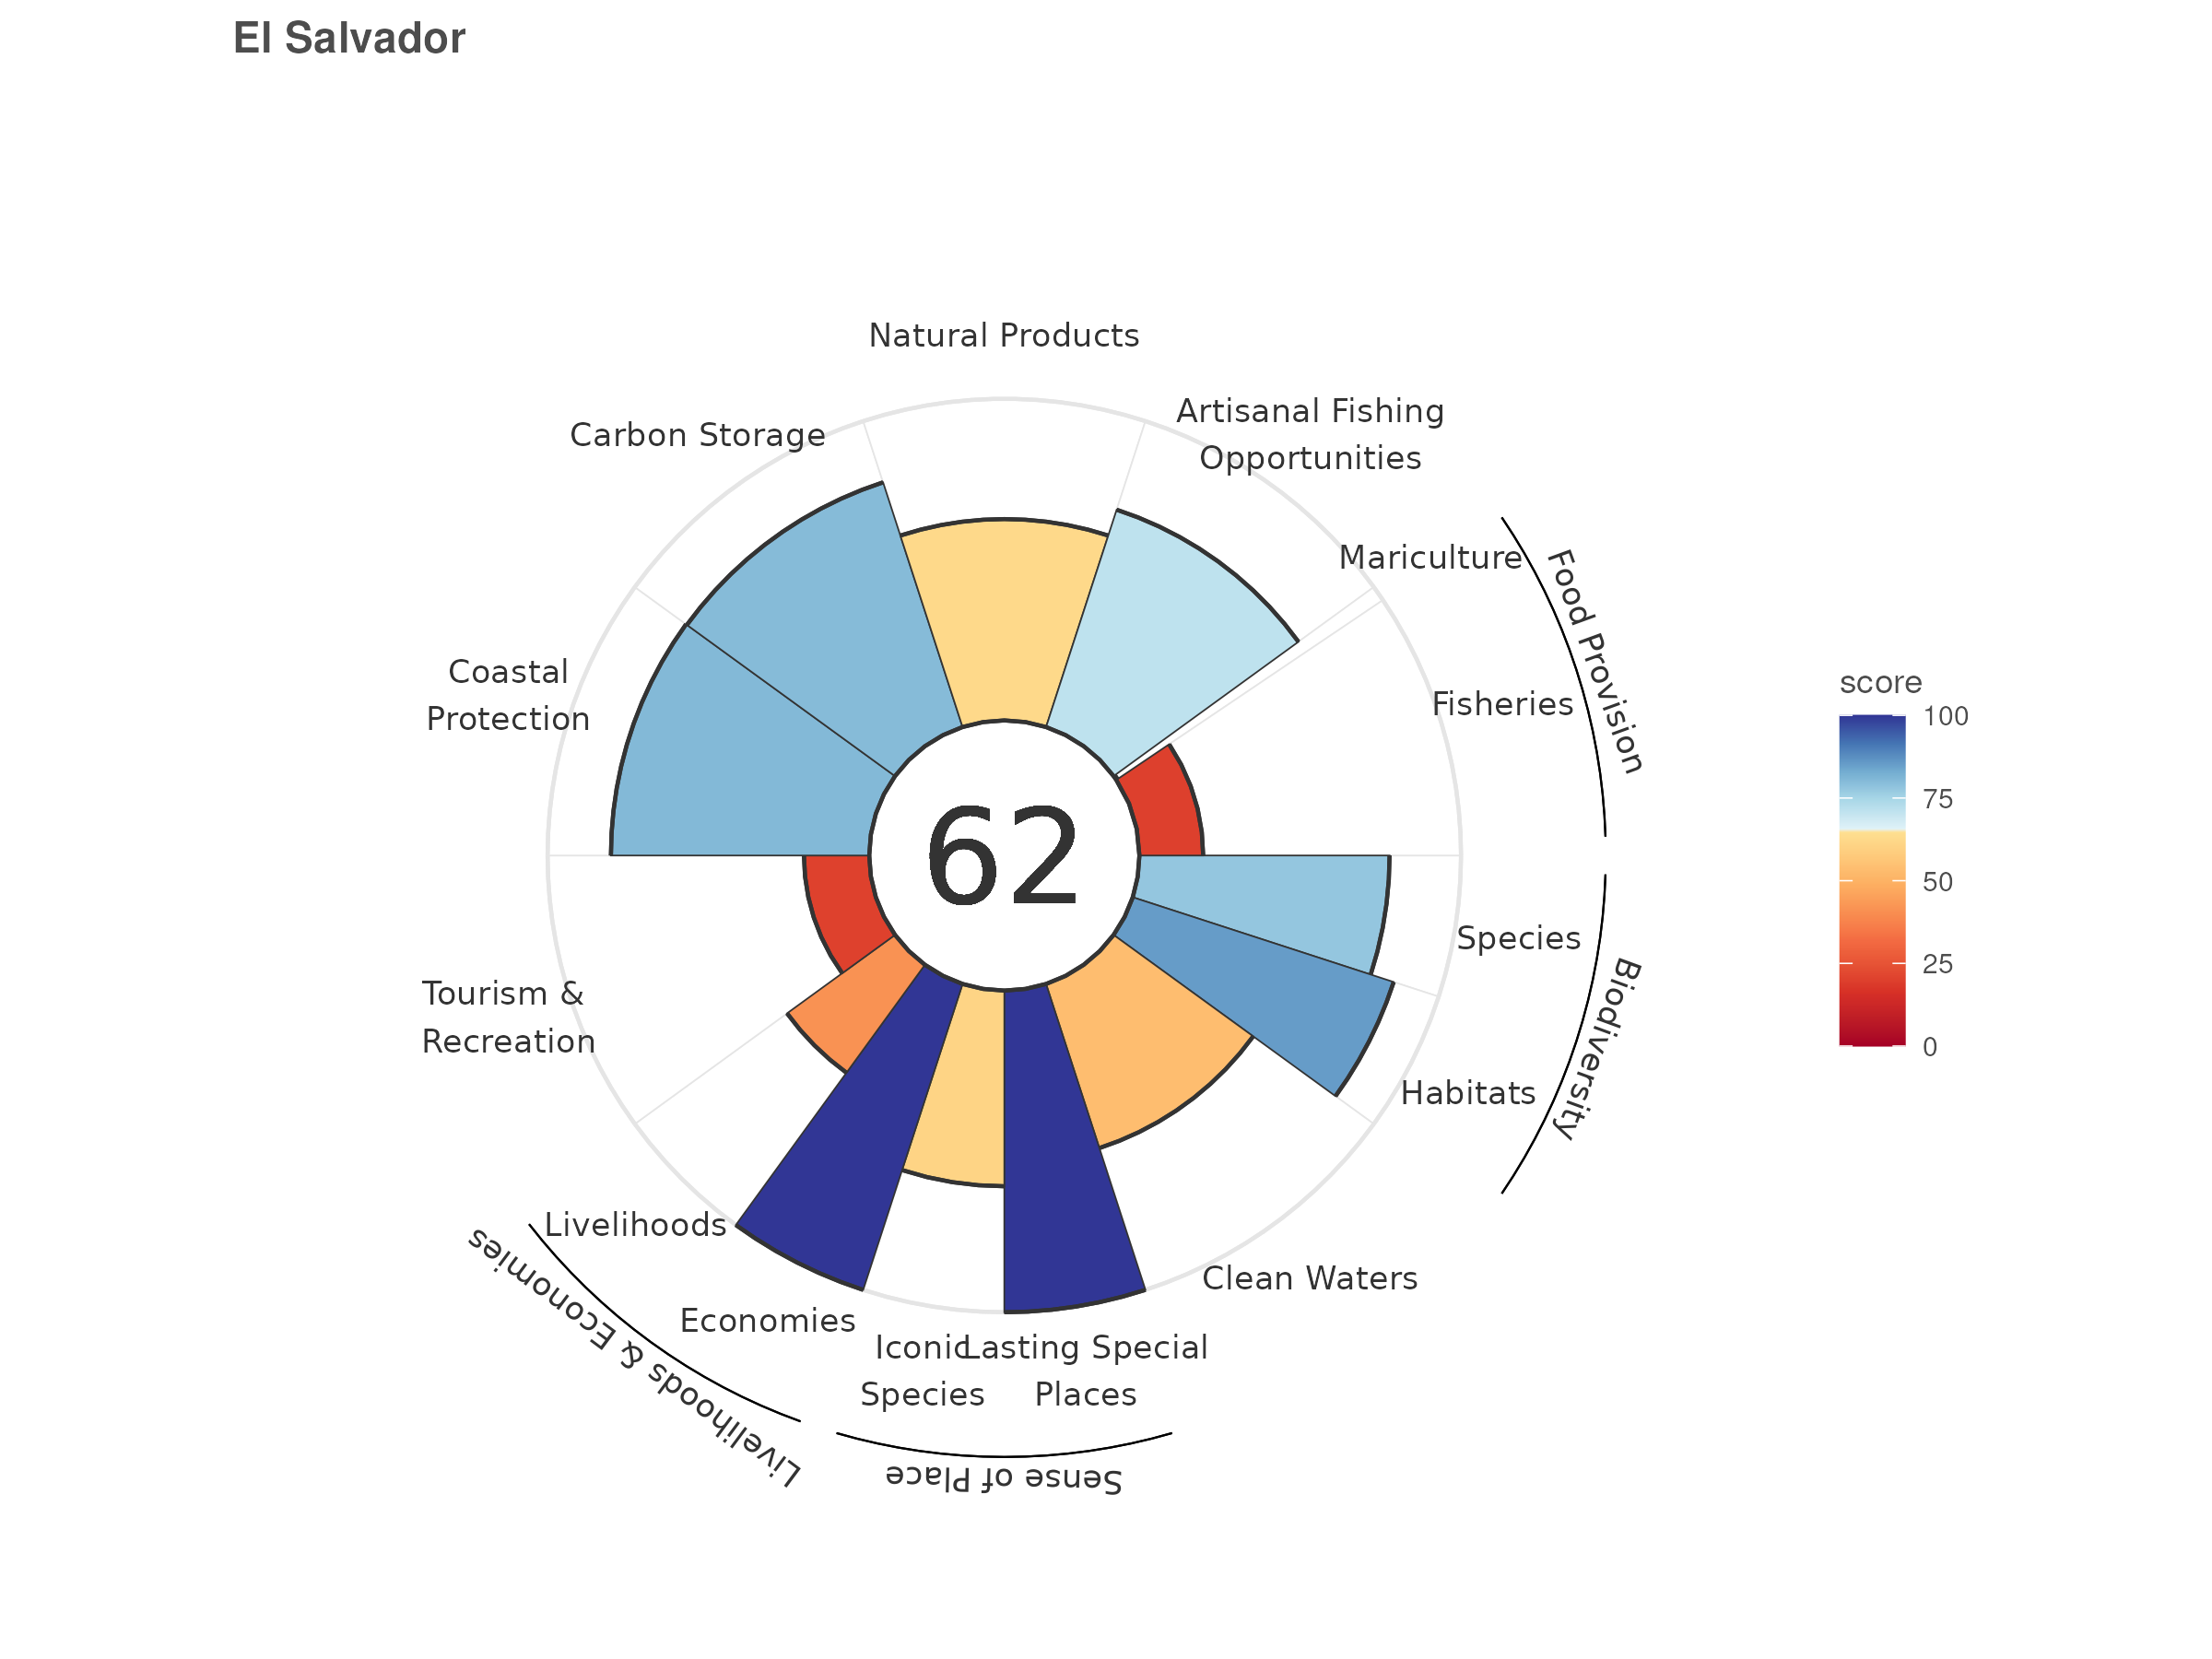 El Salvador
Natural Products
Artisanal Fishing
Opportunities
Carbon Storage
Mariculture
Food Provision
Fisheries
Coastal
Protection
score
100
75
50
25
0
62
Species
Biodiversity
Habitats
Tourism &
Recreation
Livelihoods
Livelihoods & Economies
Economies
Clean Waters
Iconic
Species
Lasting Special
Places
Sense of Place